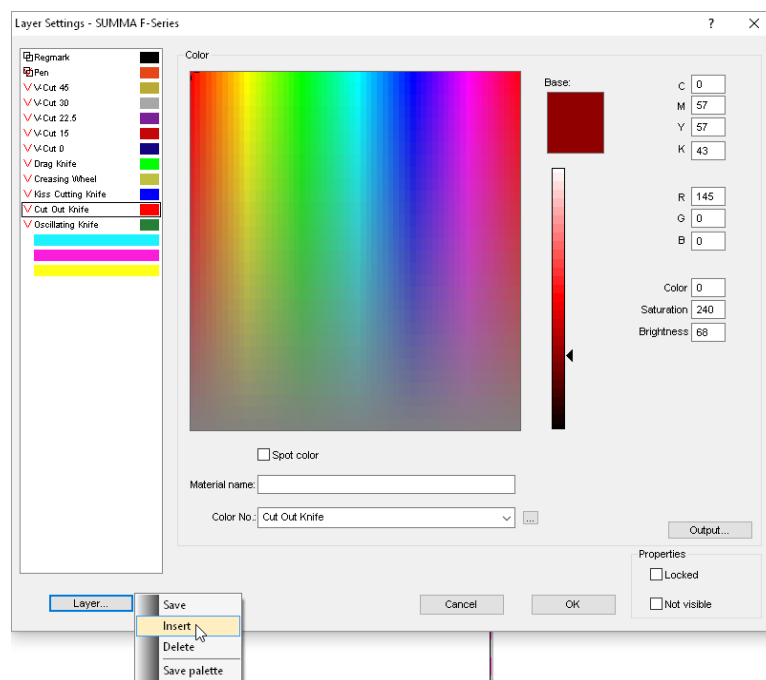 Layer Settings - SUMMA F-Series
?
Regmark
Pen
V-Cut 45
V-Cut 30
V-Cut 22.5
V-Cut 15
V-Cut 0
Drag Knife
Creasing Wheel
Kiss Cutting Knife
Cut Out Knife
Oscillating Knife
Color
Base:
C 0
M 57
Y 57
K 43
R 145
G 0
B 0
Color 0
Saturation 240
Brightness 68
Spot color
Material name:
Color No.: Cut Out Knife
...
Output...
Properties
Locked
Not visible
Layer...
Cancel
OK
Save
Insert
Delete
Save palette